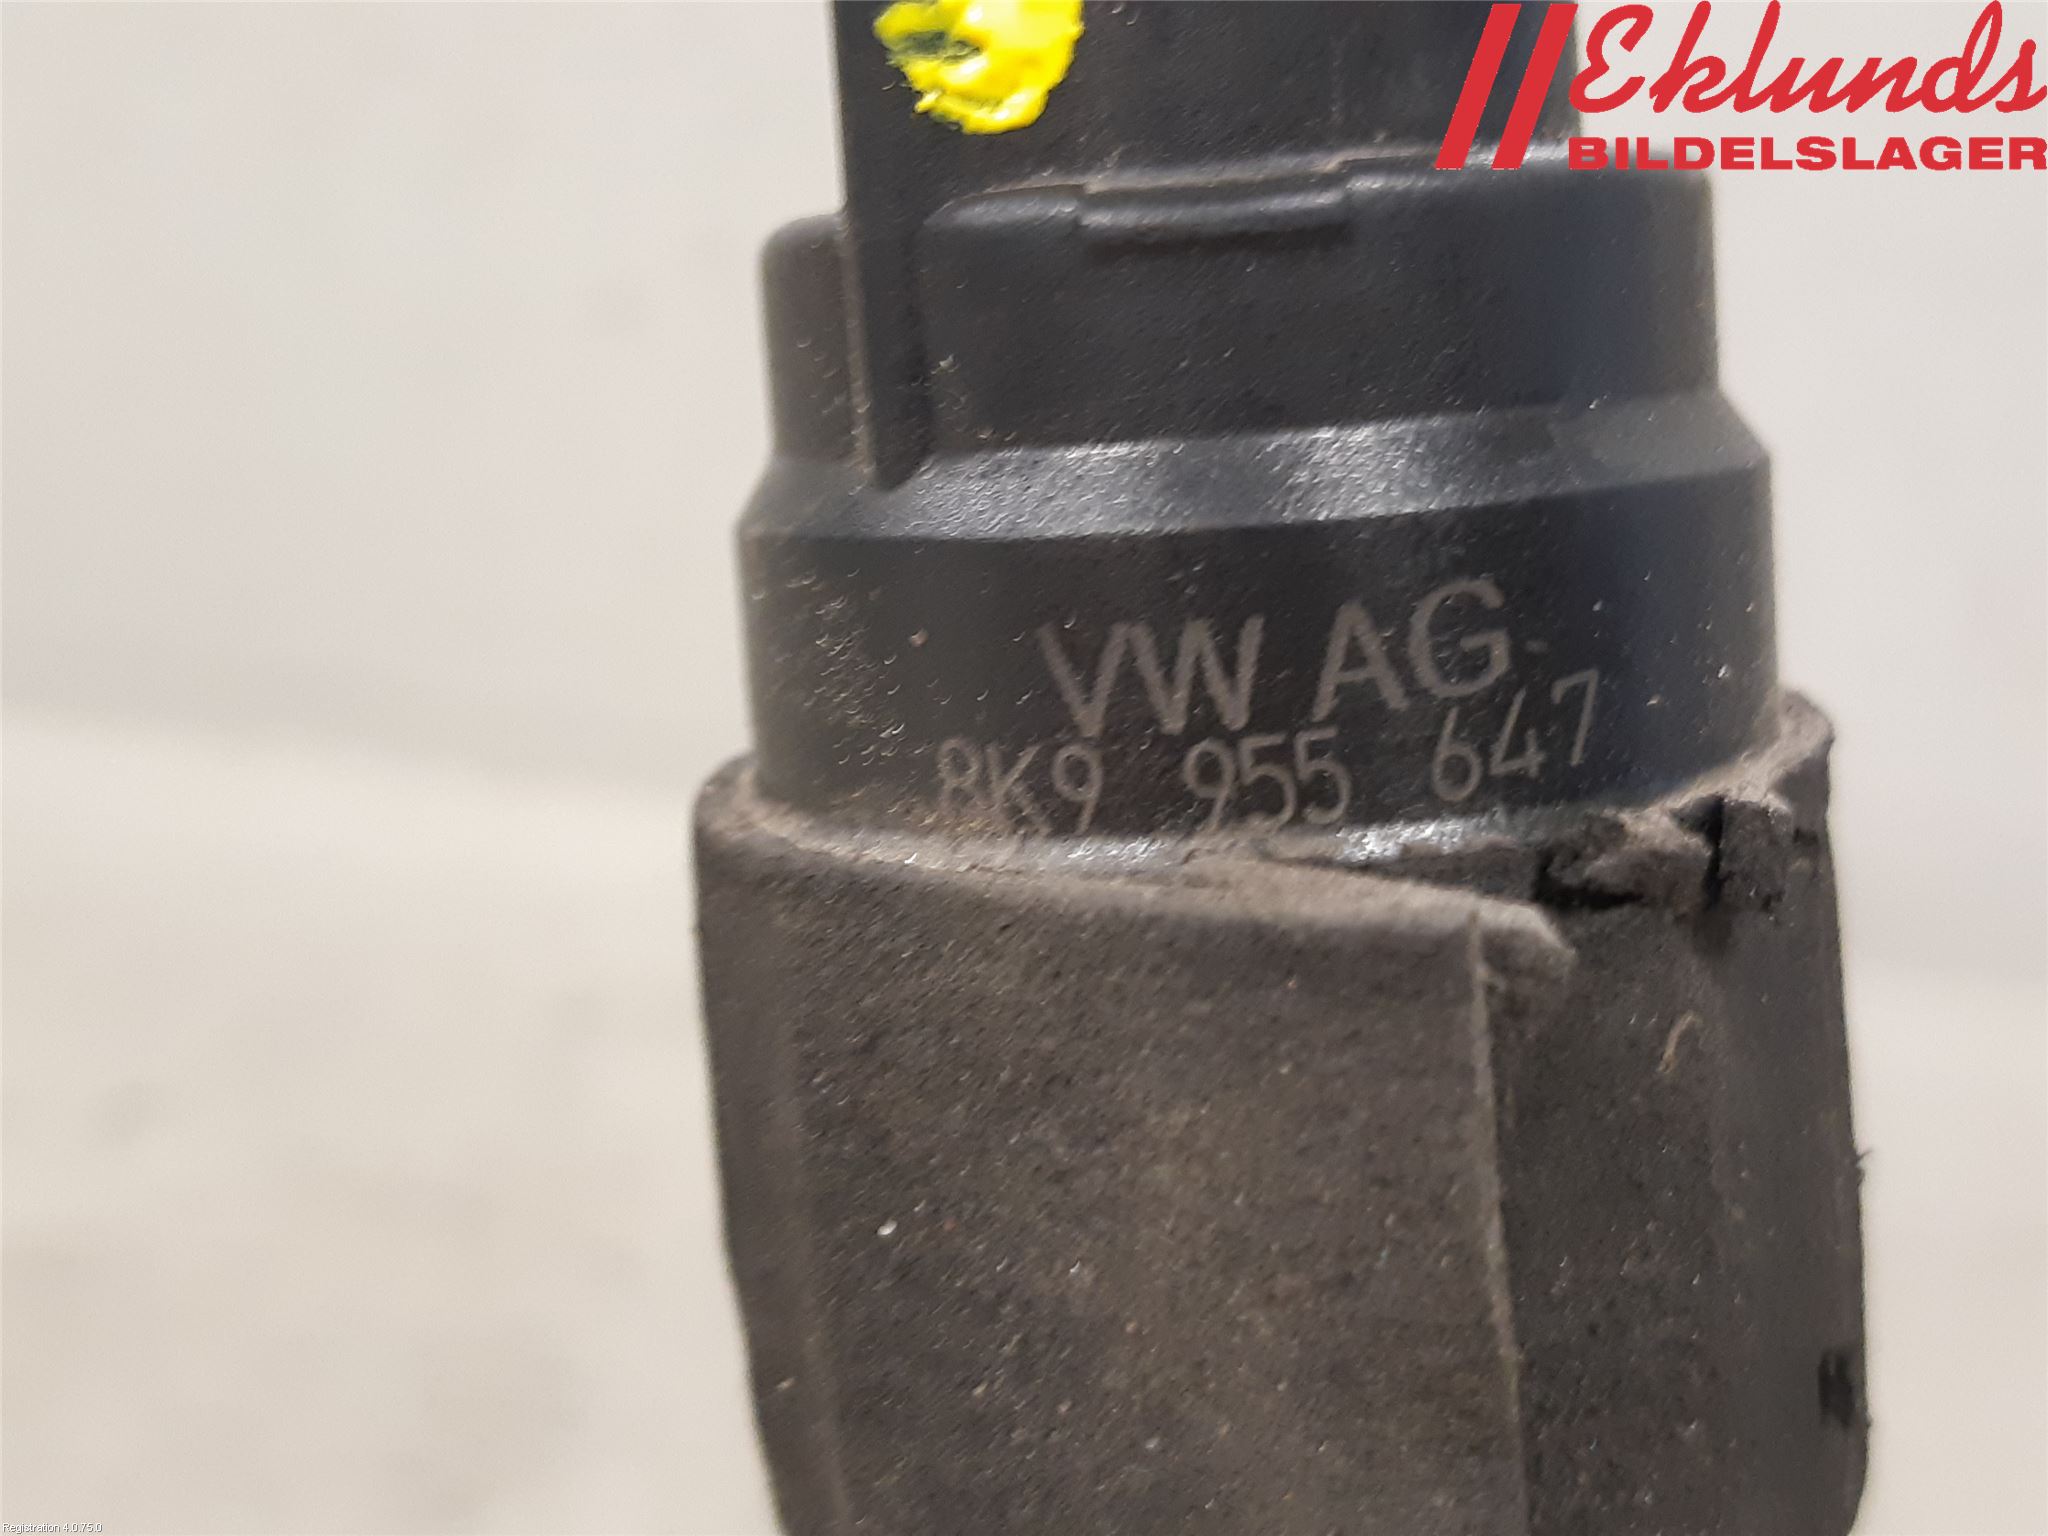 Eklunds
BILDELSLAGER
VW AG
8K9 955 647
Registration 4.0.75.0